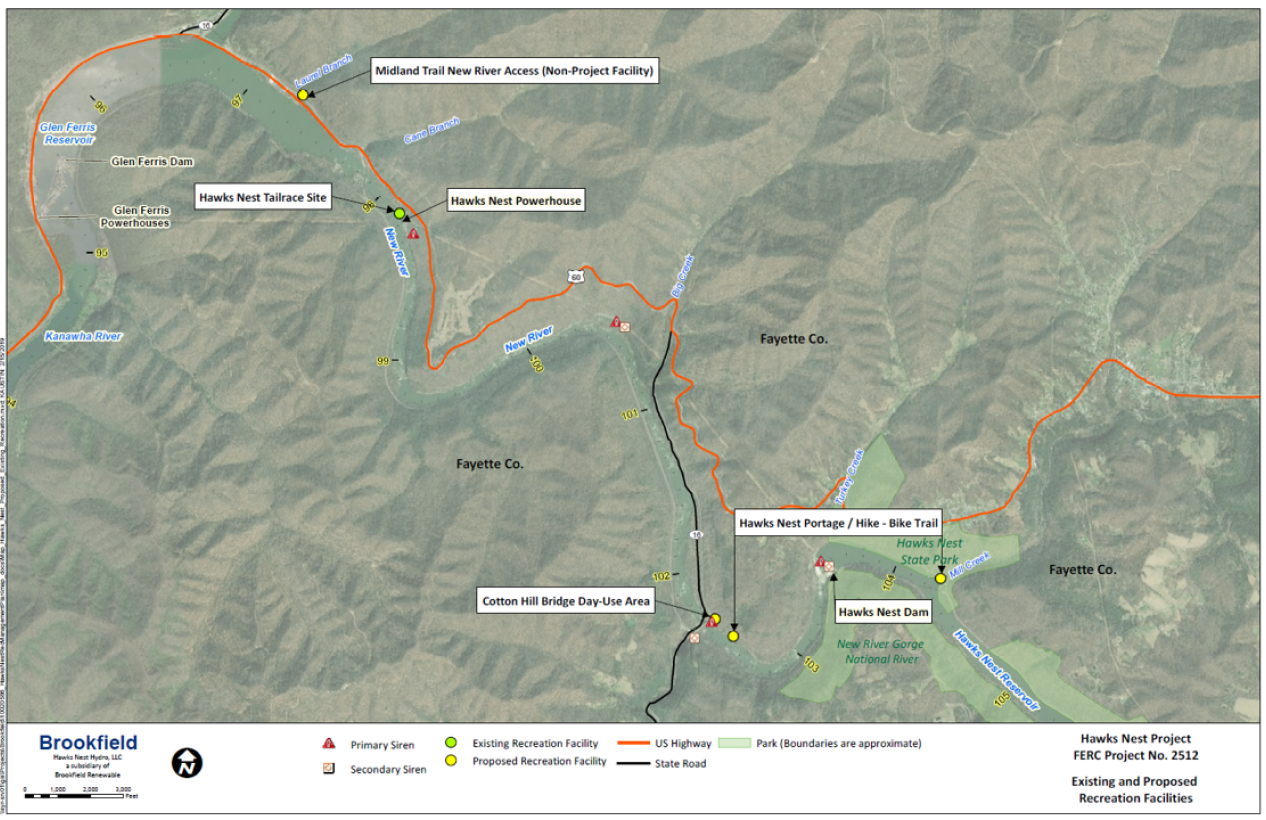 16
Laurel Branch
Midland Trail New River Access (Non-Project Facility)
97
96
Glen Ferris
Reservoir
Cane Branch
Glen Ferris Dam
Hawks Nest Tailrace Site
Hawks Nest Powerhouse
98
Glen Ferris
Powerhouses
95
New River
60
Big Creek
Kanawha River
New River
Fayette Co.
99
100
101
Fayette Co.
Turkey Creek
Hawks Nest Portage / Hike - Bike Trail
16
Hawks Nest
State Park
Mill Creek
Fayette Co.
102
104
Cotton Hill Bridge Day-Use Area
Hawks Nest Dam
New River Gorge
National River
103
Hawks Nest Reservoir
105
Brookfield
Hawks Nest Hydro, LLC
a subsidiary of
Brookfield Renewable
0 1,000 2,000 3,000
Feet
N
Primary Siren
Secondary Siren
Existing Recreation Facility
Proposed Recreation Facility
US Highway
State Road
Park (Boundaries are approximate)
Hawks Nest Project
FERC Project No. 2512
Existing and Proposed
Recreation Facilities